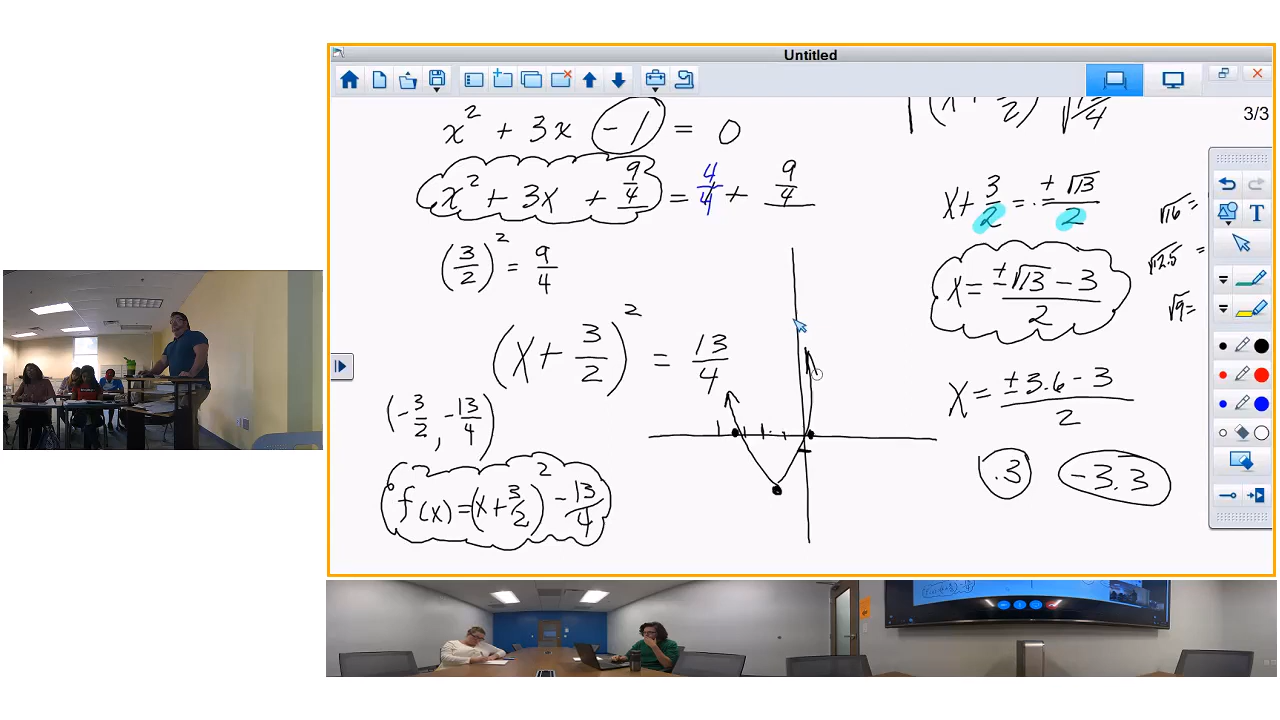 Untitled
3/3
x² + 3x - 1 = 0
x² + 3x + 9/4 = 4/4 + 9/4
(3/2)² = 9/4
(x + 3/2)² = 13/4
(-3/2, -13/4)
f(x) = (x + 3/2)² - 13/4
x + 3/2 = ±√13/2
x = (±√13 - 3)/2
x = (±3.6 - 3)/2
.3 -3.3
√16 =
√12.5 =
√9 =
T